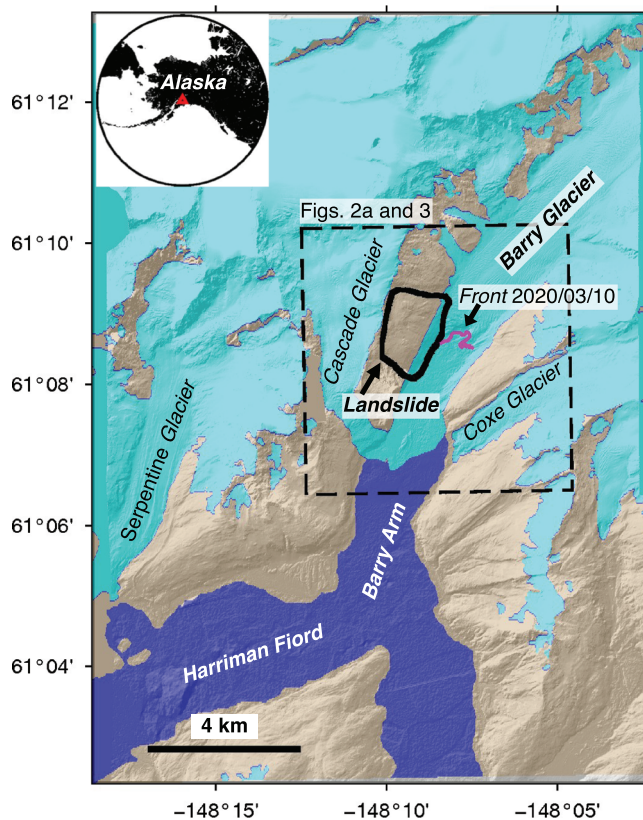 Alaska
61°12'
61°10'
61°08'
61°06'
61°04'
Figs. 2a and 3
Barry Glacier
Cascade Glacier
Front 2020/03/10
Landslide
Coxe Glacier
Serpentine Glacier
Barry Arm
Harriman Fiord
4 km
−148°15'
−148°10'
−148°05'